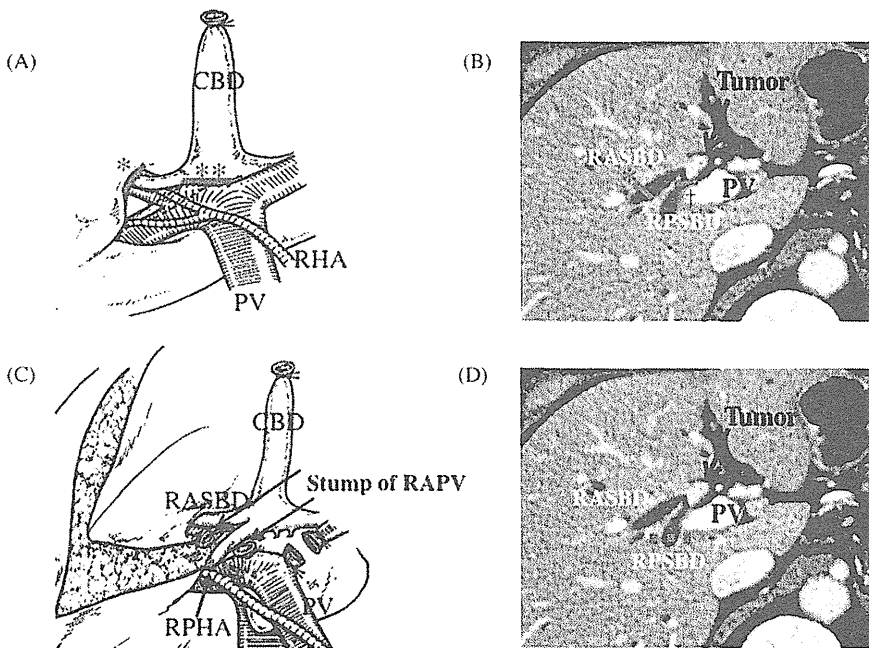 (A)
CBD
*
**
RHA
PV
(B)
Tumor
RASBD
*
PV
†
RPSBD
(C)
CBD
Stump of RAPV
RASBD
PV
RPHA
(D)
Tumor
RASBD
PV
RPSBD